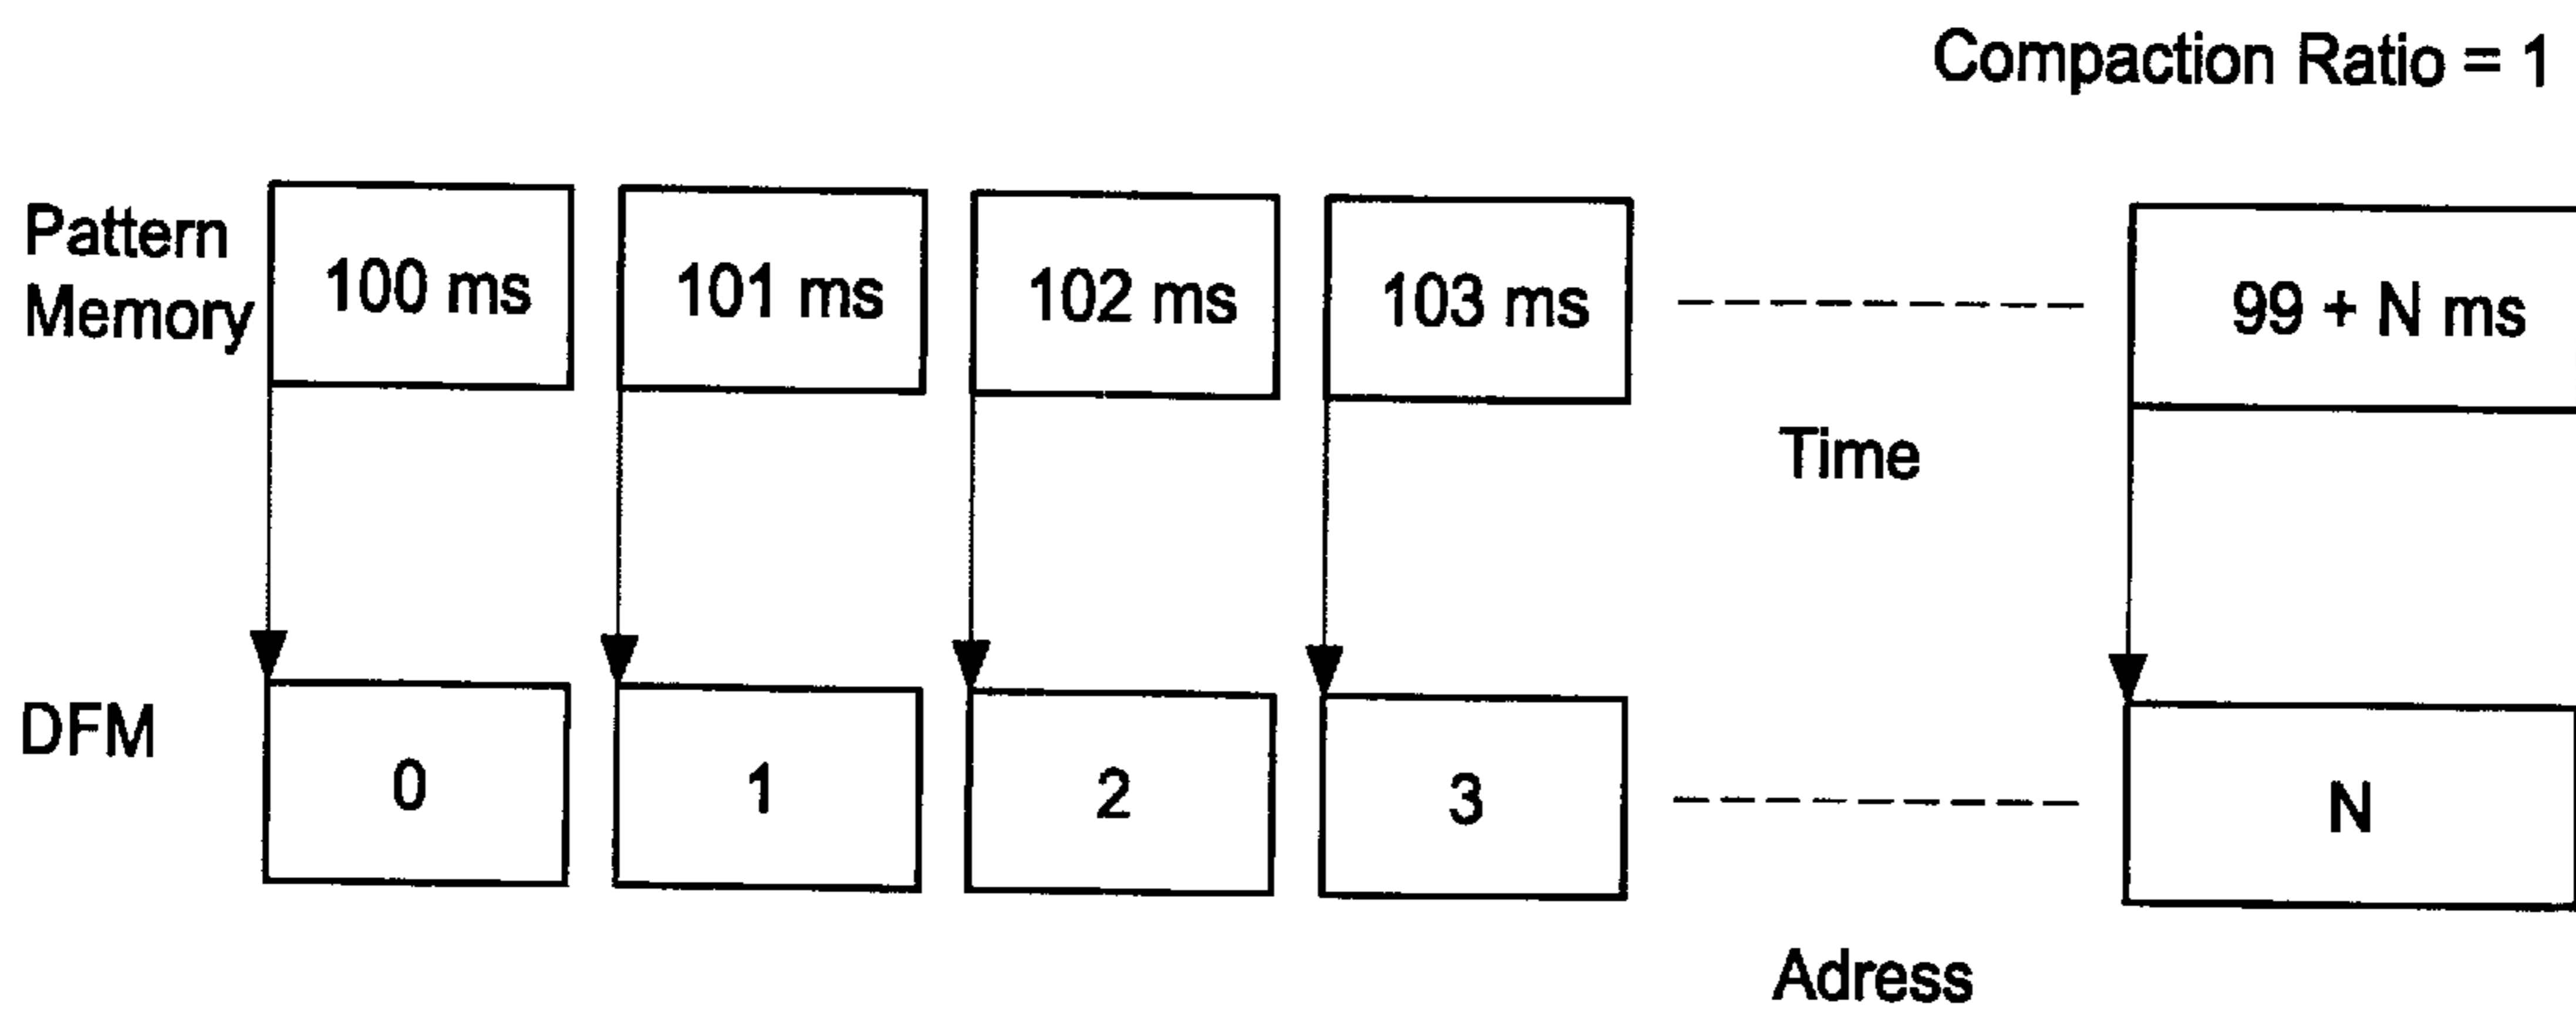 Compaction Ratio = 1
Pattern
Memory
100 ms
101 ms
102 ms
103 ms
99 + N ms
Time
DFM
0
1
2
3
N
Adress